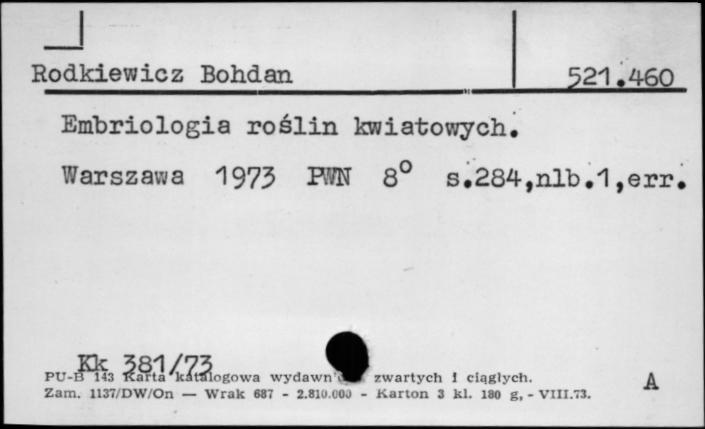 Rodkiewicz Bohdan 521.460
Embriologia roślin kwiatowych.
Warszawa 1973 PWN 8° s.284,nlb.1,err.
Kk 381/73
PU-B 143 Karta katalogowa wydawn zwartych i ciągłych.
Zam. 1137/DW/On — Wrak 687 - 2.810.000 - Karton 3 kl. 180 g, - VIII.73.
A